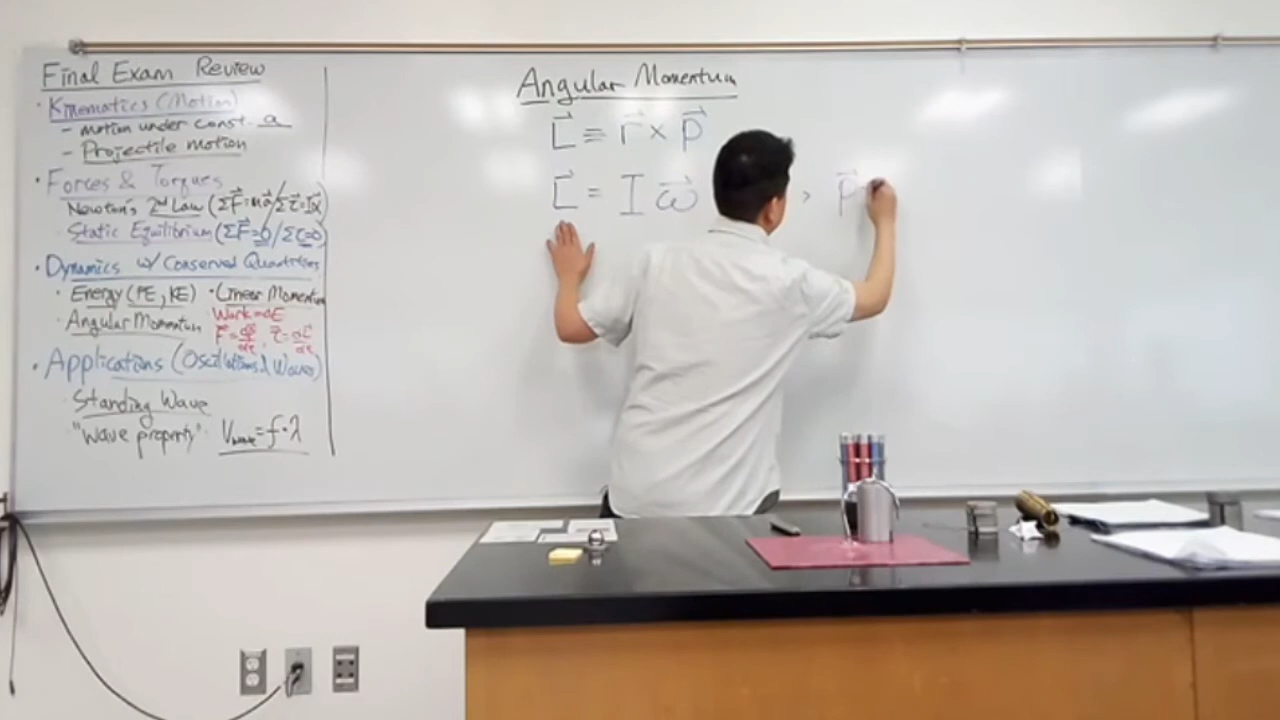 Final Exam Review
· Kinematics (Motion)
- motion under const. a
- Projectile motion
· Forces & Torques
Newton's 2nd Law (ΣF⃗=ma⃗/Στ⃗=Iα⃗)
Static Equilibrium (ΣF⃗=0/Στ=0)
· Dynamics w/ Conserved Quantities
· Energy (PE, KE) · Linear Momentum
· Angular Momentum
Work=ΔE
F⃗=dp⃗/dt, τ⃗=dL⃗/dt
· Applications (Oscillations & Waves)
Standing Wave
"Wave property" V_wave=f·λ
Angular Momentum
L⃗ ≡ r⃗ × p⃗
L⃗ = I ω⃗ > p⃗